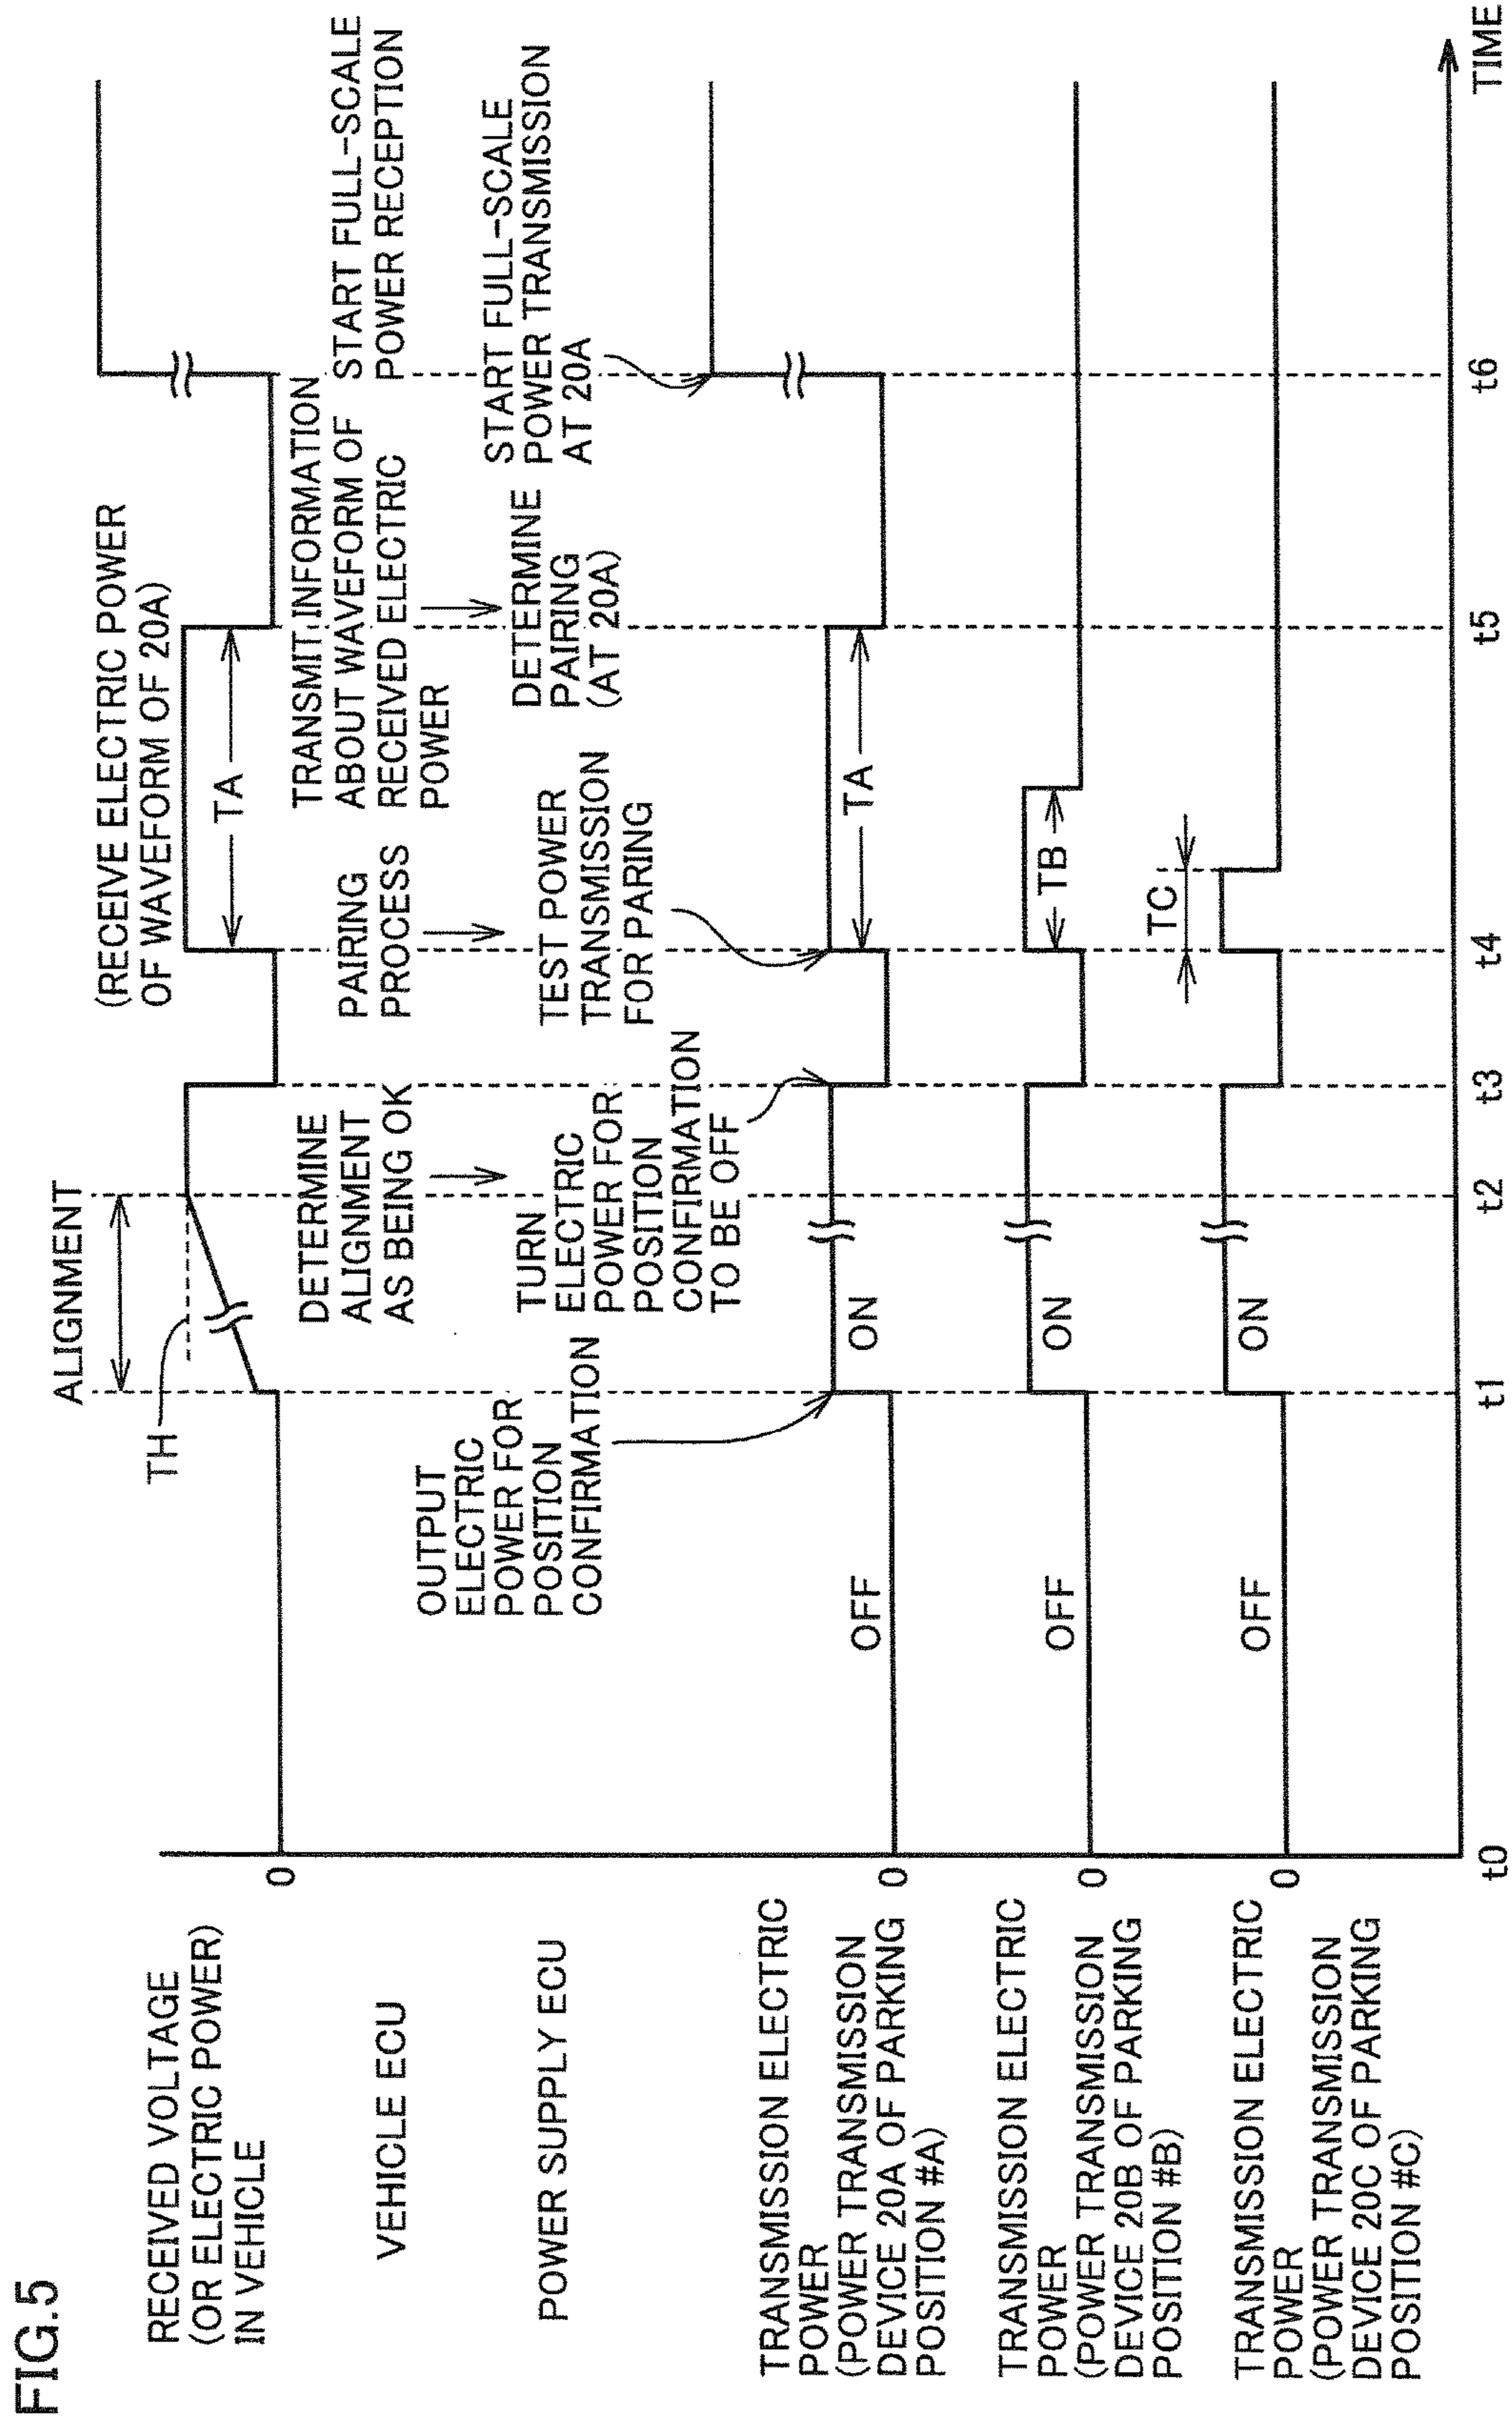 FIG.5
RECEIVED VOLTAGE
(OR ELECTRIC POWER)
IN VEHICLE
0
TH
ALIGNMENT
(RECEIVE ELECTRIC POWER
OF WAVEFORM OF 20A)
TA
VEHICLE ECU
DETERMINE
ALIGNMENT
AS BEING OK
PAIRING
PROCESS
TRANSMIT INFORMATION
ABOUT WAVEFORM OF
RECEIVED ELECTRIC
POWER
START FULL-SCALE
POWER RECEPTION
POWER SUPPLY ECU
OUTPUT
ELECTRIC
POWER FOR
POSITION
CONFIRMATION
TURN
ELECTRIC
POWER FOR
POSITION
CONFIRMATION
TO BE OFF
TEST POWER
TRANSMISSION
FOR PARING
DETERMINE
PAIRING
(AT 20A)
START FULL-SCALE
POWER TRANSMISSION
AT 20A
TRANSMISSION ELECTRIC
POWER
(POWER TRANSMISSION
DEVICE 20A OF PARKING
POSITION #A)
0
OFF
ON
TA
TRANSMISSION ELECTRIC
POWER
(POWER TRANSMISSION
DEVICE 20B OF PARKING
POSITION #B)
0
OFF
ON
TB
TRANSMISSION ELECTRIC
POWER
(POWER TRANSMISSION
DEVICE 20C OF PARKING
POSITION #C)
0
OFF
ON
TC
t0
t1
t2
t3
t4
t5
t6
TIME